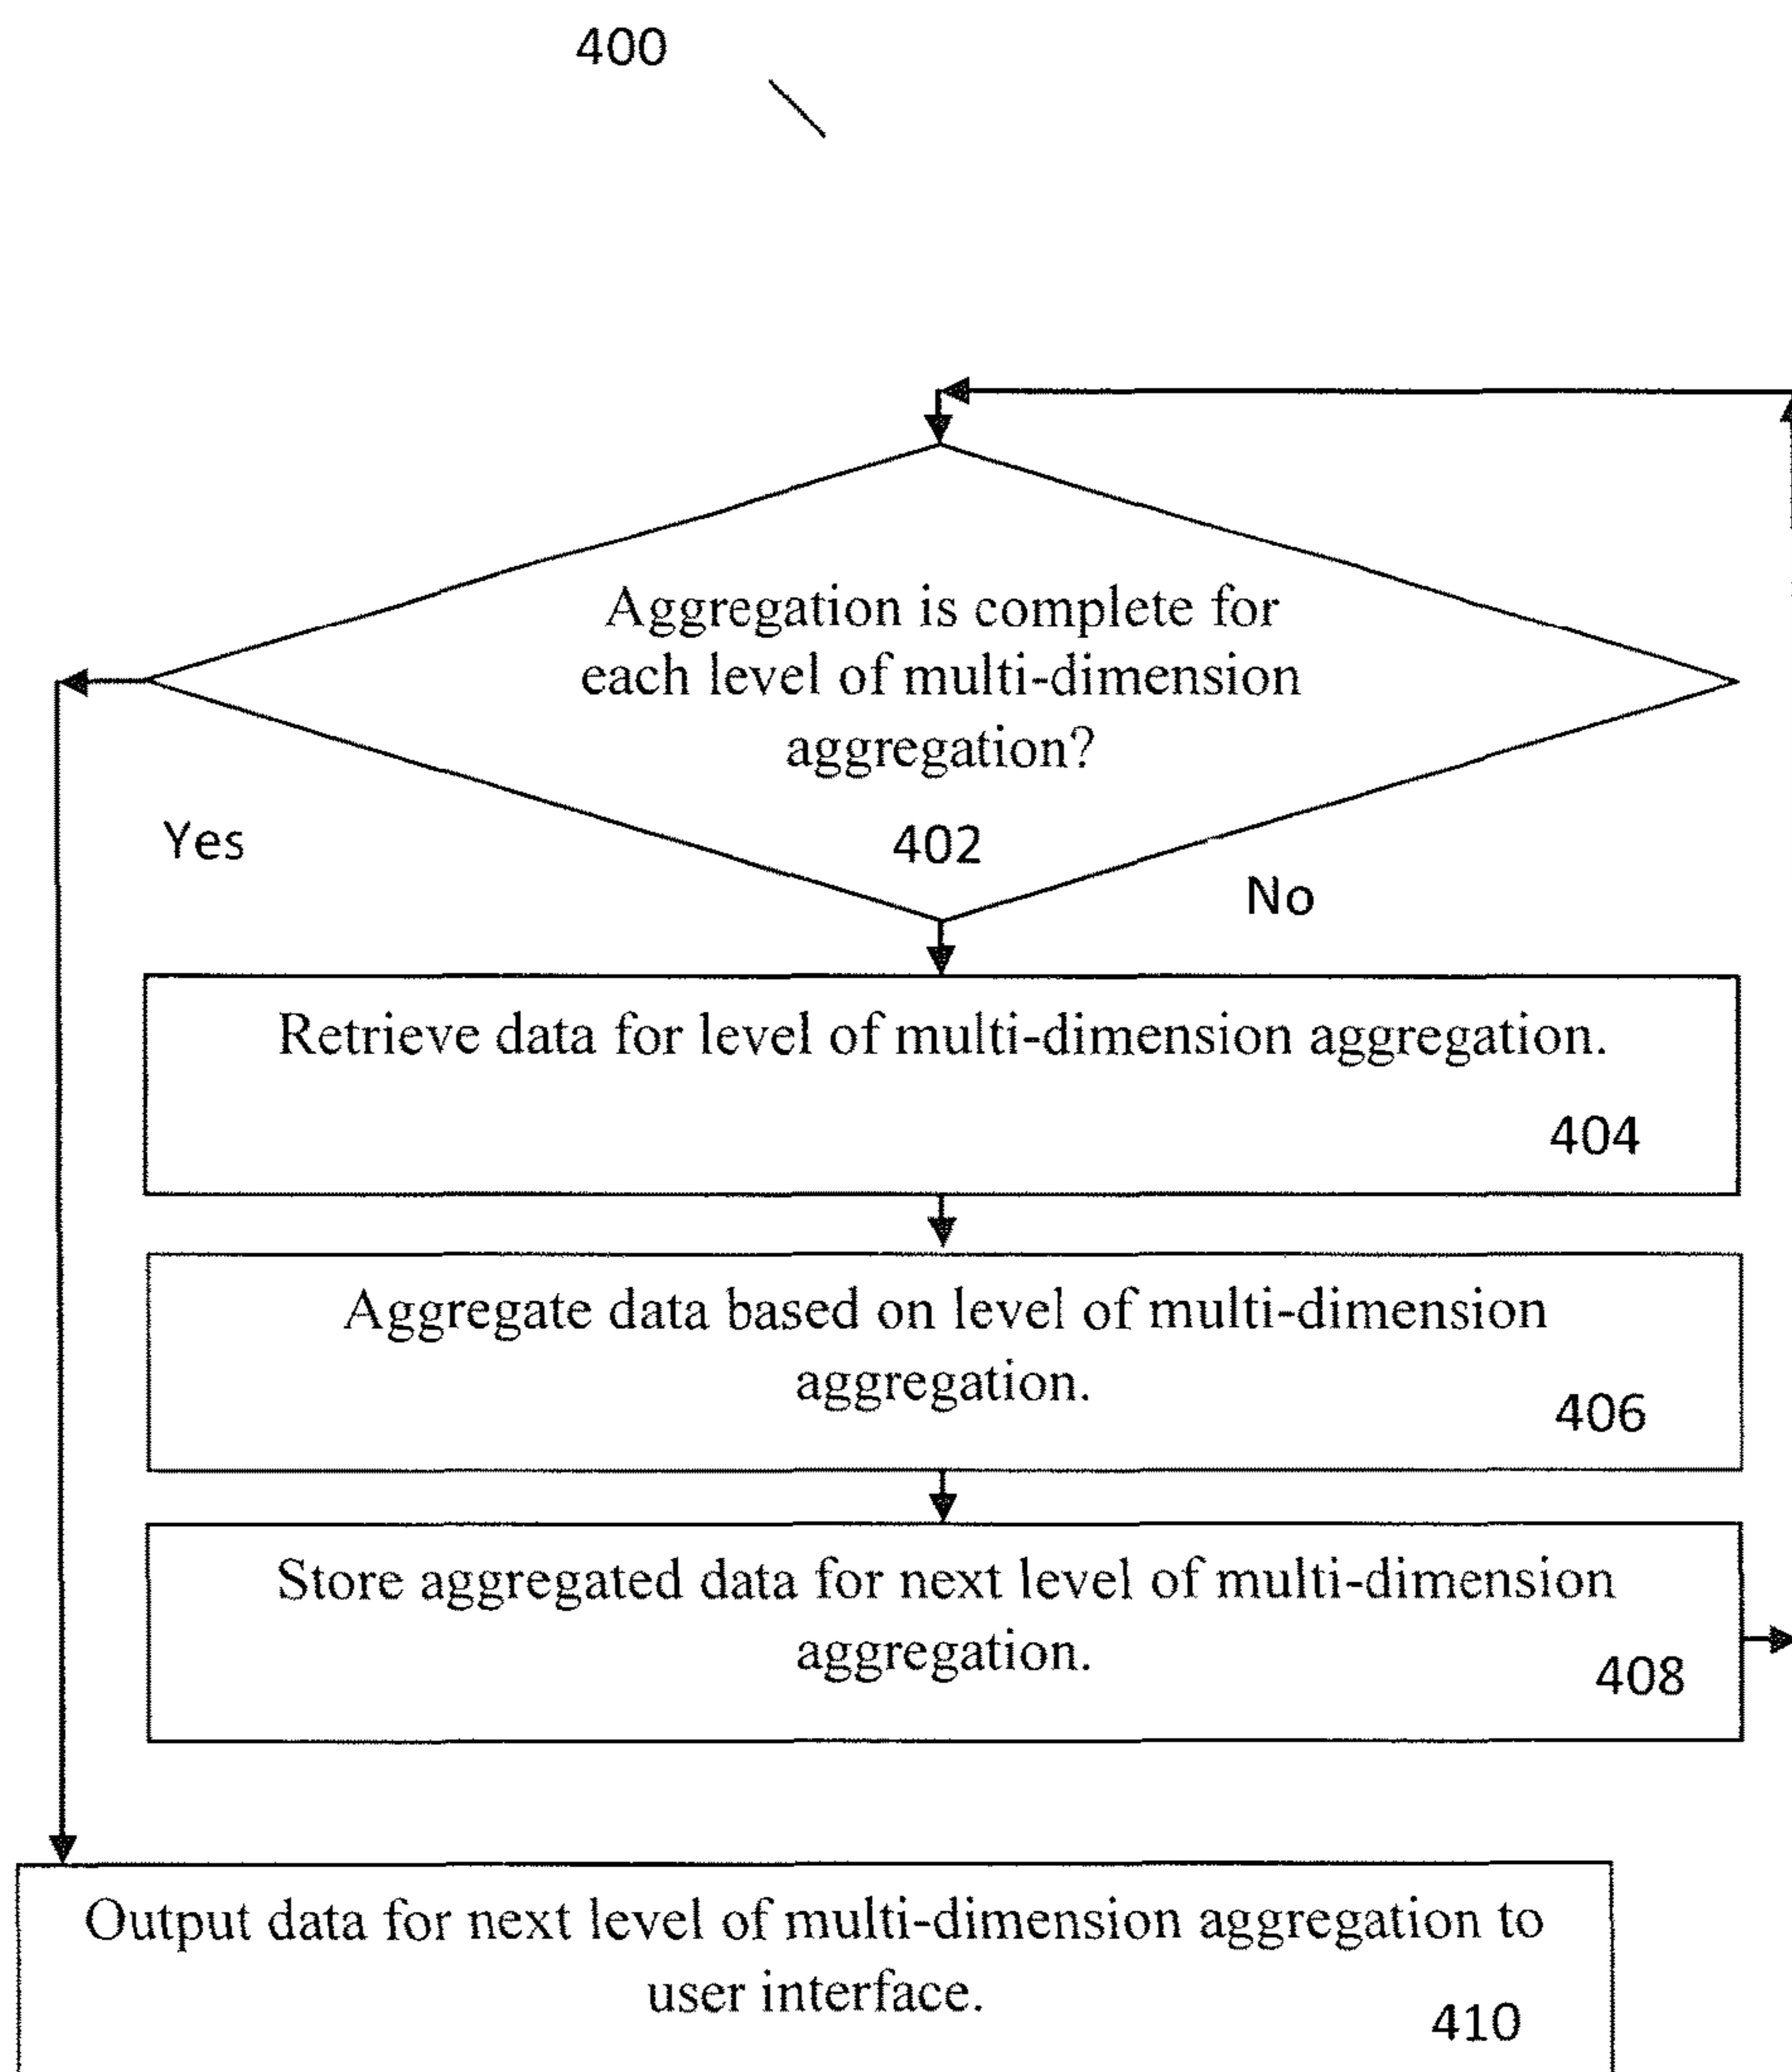 400
Aggregation is complete for
each level of multi-dimension
aggregation?
402
Yes
No
Retrieve data for level of multi-dimension aggregation.
404
Aggregate data based on level of multi-dimension
aggregation.
406
Store aggregated data for next level of multi-dimension
aggregation.
408
Output data for next level of multi-dimension aggregation to
user interface.
410